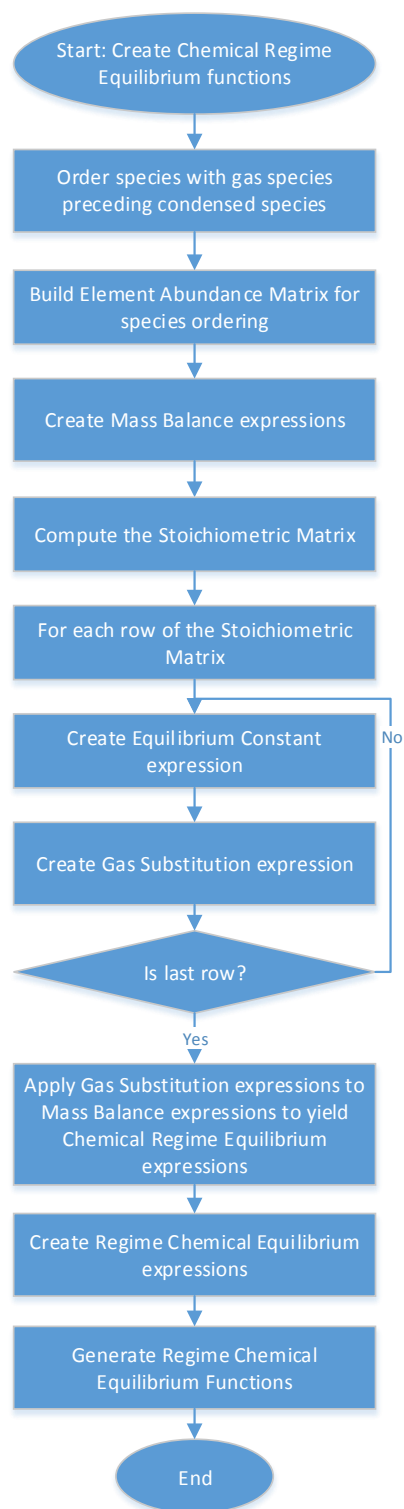 Start: Create Chemical Regime
Equilibrium functions
Order species with gas species
preceding condensed species
Build Element Abundance Matrix for
species ordering
Create Mass Balance expressions
Compute the Stoichiometric Matrix
For each row of the Stoichiometric
Matrix
No
Create Equilibrium Constant
expression
Create Gas Substitution expression
Is last row?
Yes
Apply Gas Substitution expressions to
Mass Balance expressions to yield
Chemical Regime Equilibrium
expressions
Create Regime Chemical Equilibrium
expressions
Generate Regime Chemical
Equilibrium Functions
End